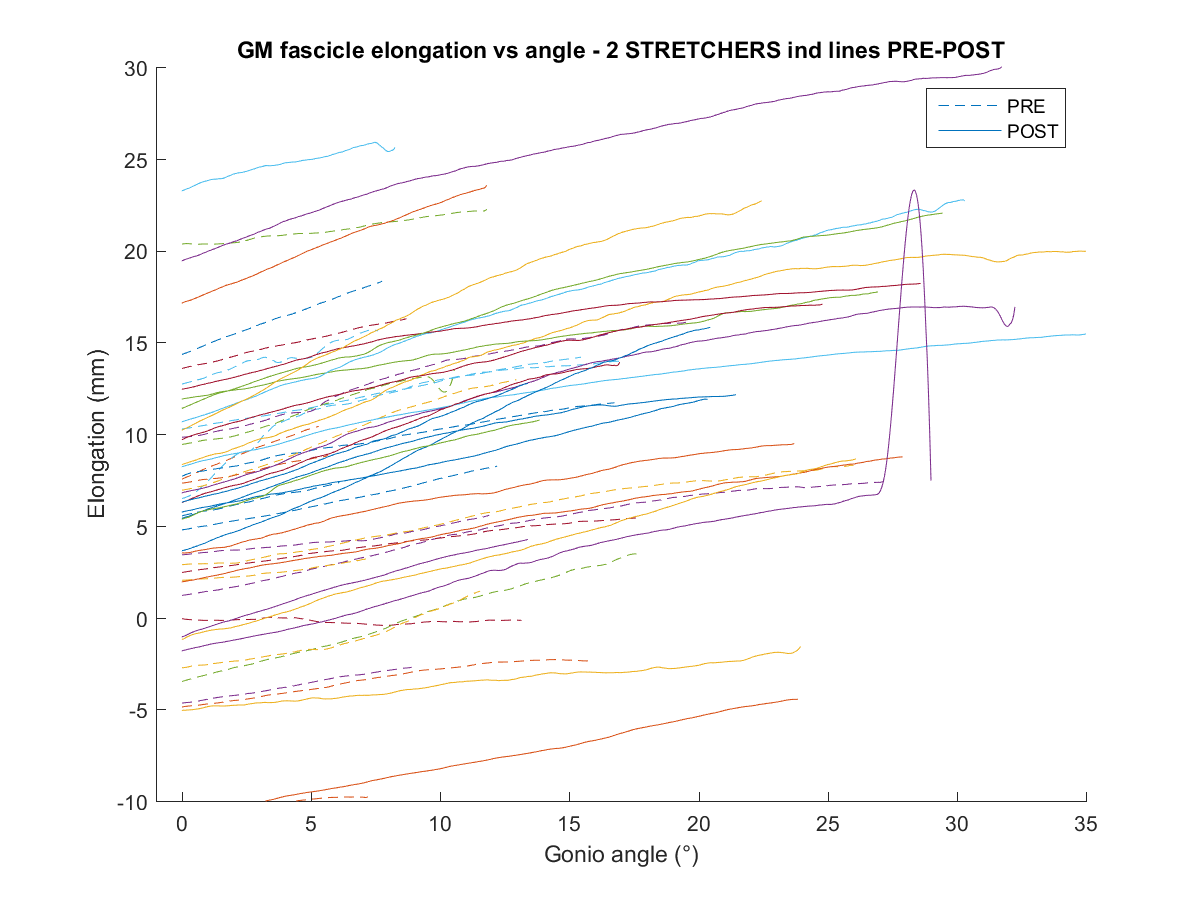 GM fascicle elongation vs angle - 2 STRETCHERS ind lines PRE-POST
30
25
20
15
10
5
0
-5
-10
Elongation (mm)
PRE
POST
0 5 10 15 20 25 30 35
Gonio angle (°)